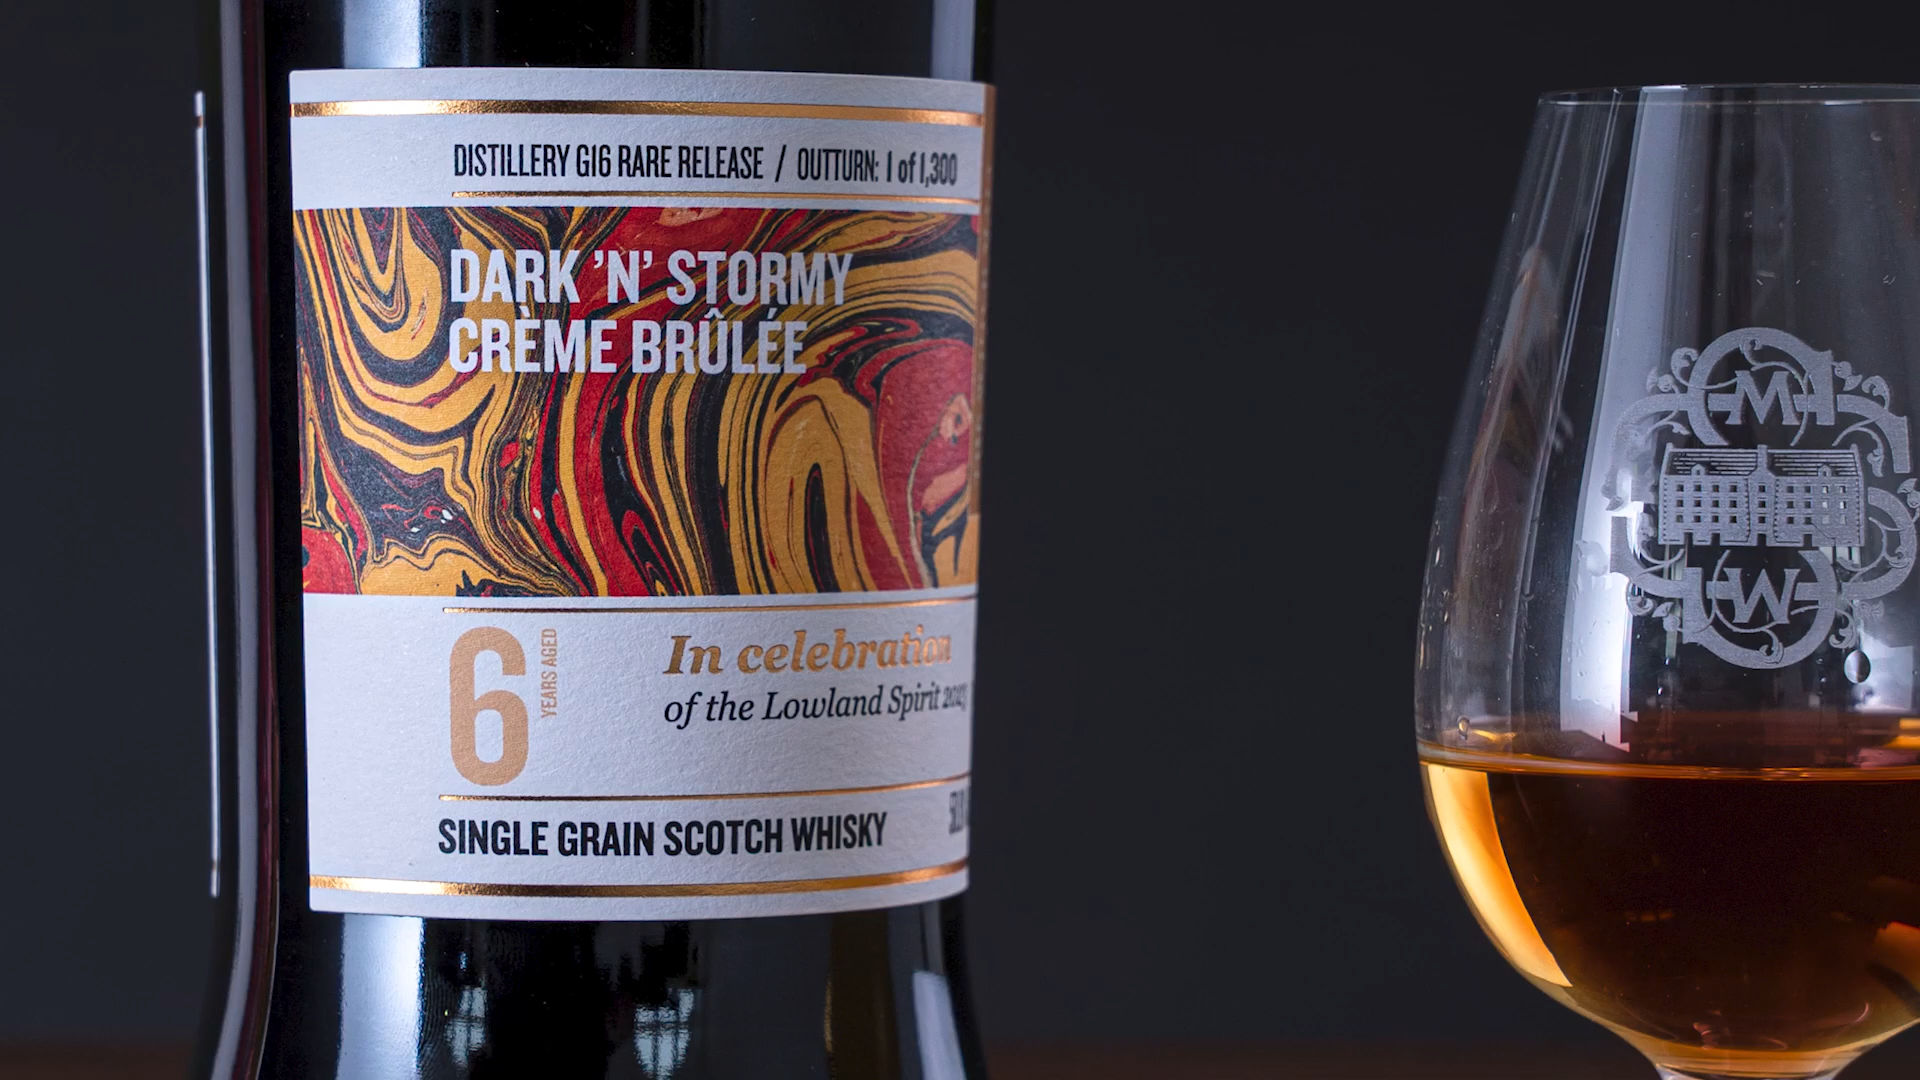 DISTILLERY G16 RARE RELEASE / OUTTURN: 1 of 1,300
DARK 'N' STORMY
CRÈME BRÛLÉE
6
YEARS AGED
In celebration
of the Lowland Spirit 2023
SINGLE GRAIN SCOTCH WHISKY
S
M
W
S